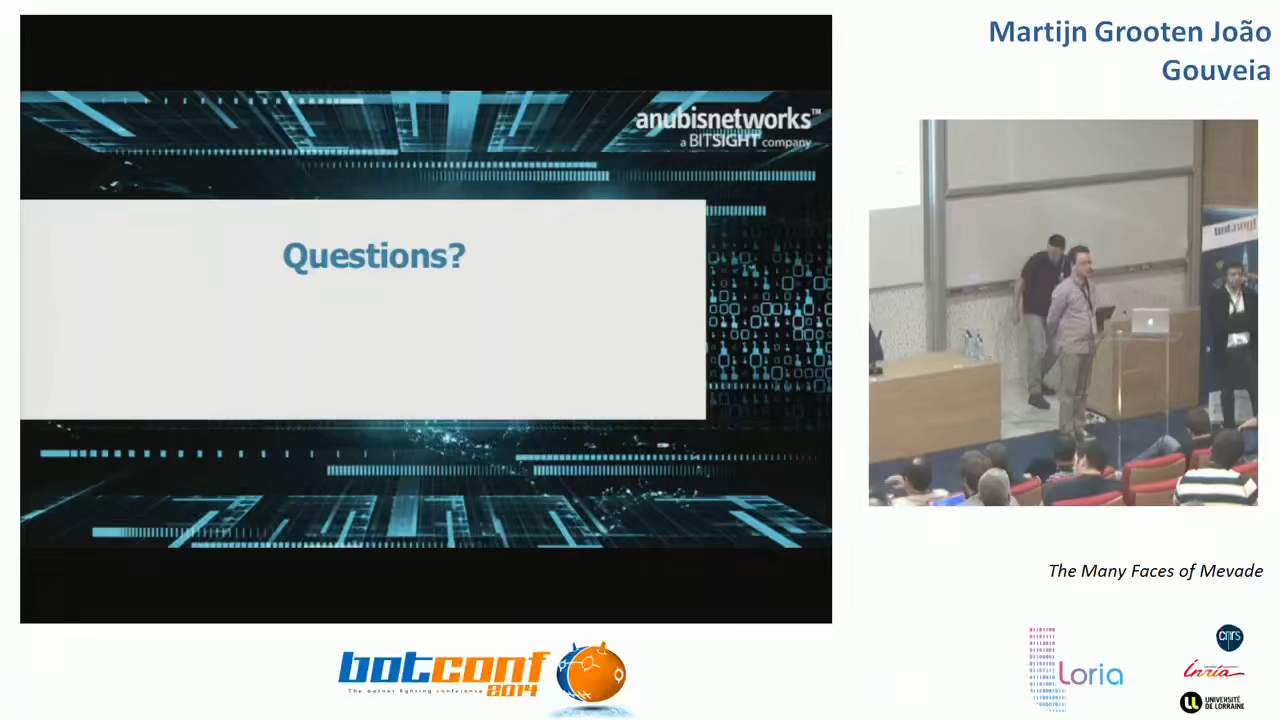 Martijn Grooten João
Gouveia
anubisnetworks™
a BITSIGHT company
Questions?
botconf
The Many Faces of Mevade
botconf
The botnet fighting conference 2014
Loria
cnrs
inria
UNIVERSITÉ
DE LORRAINE